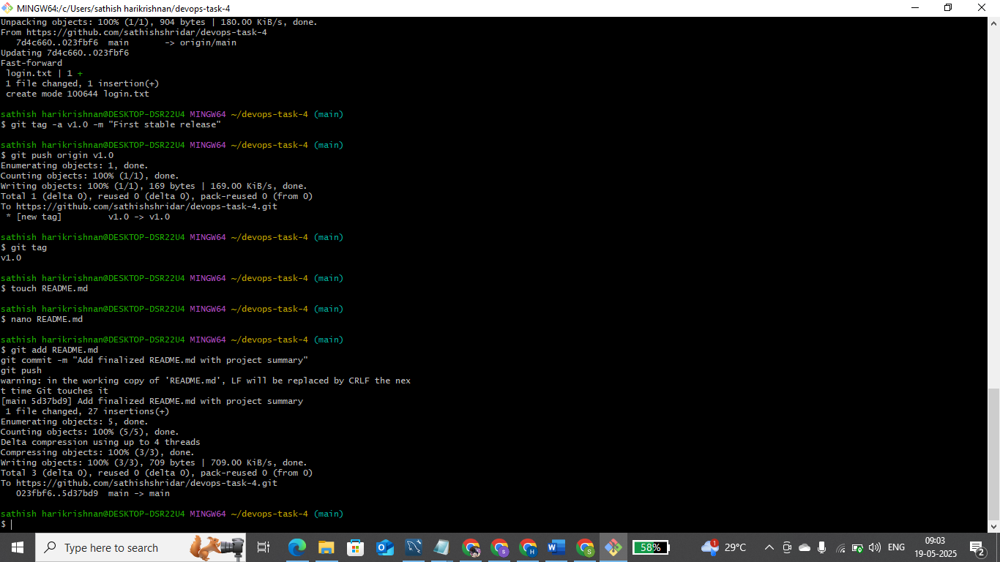 MINGW64:/c/Users/sathish harikrishnan/devops-task-4
Unpacking objects: 100% (1/1), 904 bytes | 180.00 KiB/s, done.
From https://github.com/sathishshridar/devops-task-4
   7d4c660..023fbf6  main       -> origin/main
Updating 7d4c660..023fbf6
Fast-forward
 login.txt | 1 +
 1 file changed, 1 insertion(+)
 create mode 100644 login.txt
sathish harikrishnan@DESKTOP-DSR22U4 MINGW64 ~/devops-task-4 (main)
$ git tag -a v1.0 -m "First stable release"
sathish harikrishnan@DESKTOP-DSR22U4 MINGW64 ~/devops-task-4 (main)
$ git push origin v1.0
Enumerating objects: 1, done.
Counting objects: 100% (1/1), done.
Writing objects: 100% (1/1), 169 bytes | 169.00 KiB/s, done.
Total 1 (delta 0), reused 0 (delta 0), pack-reused 0 (from 0)
To https://github.com/sathishshridar/devops-task-4.git
 * [new tag]         v1.0 -> v1.0
sathish harikrishnan@DESKTOP-DSR22U4 MINGW64 ~/devops-task-4 (main)
$ git tag
v1.0
sathish harikrishnan@DESKTOP-DSR22U4 MINGW64 ~/devops-task-4 (main)
$ touch README.md
sathish harikrishnan@DESKTOP-DSR22U4 MINGW64 ~/devops-task-4 (main)
$ nano README.md
sathish harikrishnan@DESKTOP-DSR22U4 MINGW64 ~/devops-task-4 (main)
$ git add README.md
git commit -m "Add finalized README.md with project summary"
git push
warning: in the working copy of 'README.md', LF will be replaced by CRLF the nex
t time Git touches it
[main 5d37bd9] Add finalized README.md with project summary
 1 file changed, 27 insertions(+)
Enumerating objects: 5, done.
Counting objects: 100% (5/5), done.
Delta compression using up to 4 threads
Compressing objects: 100% (3/3), done.
Writing objects: 100% (3/3), 709 bytes | 709.00 KiB/s, done.
Total 3 (delta 0), reused 0 (delta 0), pack-reused 0 (from 0)
To https://github.com/sathishshridar/devops-task-4.git
   023fbf6..5d37bd9  main -> main
sathish harikrishnan@DESKTOP-DSR22U4 MINGW64 ~/devops-task-4 (main)
$
Type here to search
58%
1
29°C
ENG
09:03
19-05-2025
2